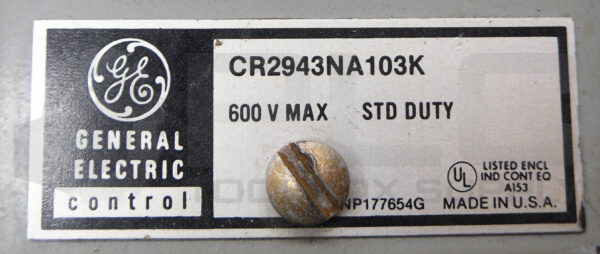 GE
GENERAL
ELECTRIC
control
CR2943NA103K
600 V MAX STD DUTY
UL LISTED ENCL
IND CONT EQ
A153
NP177654G MADE IN U.S.A.